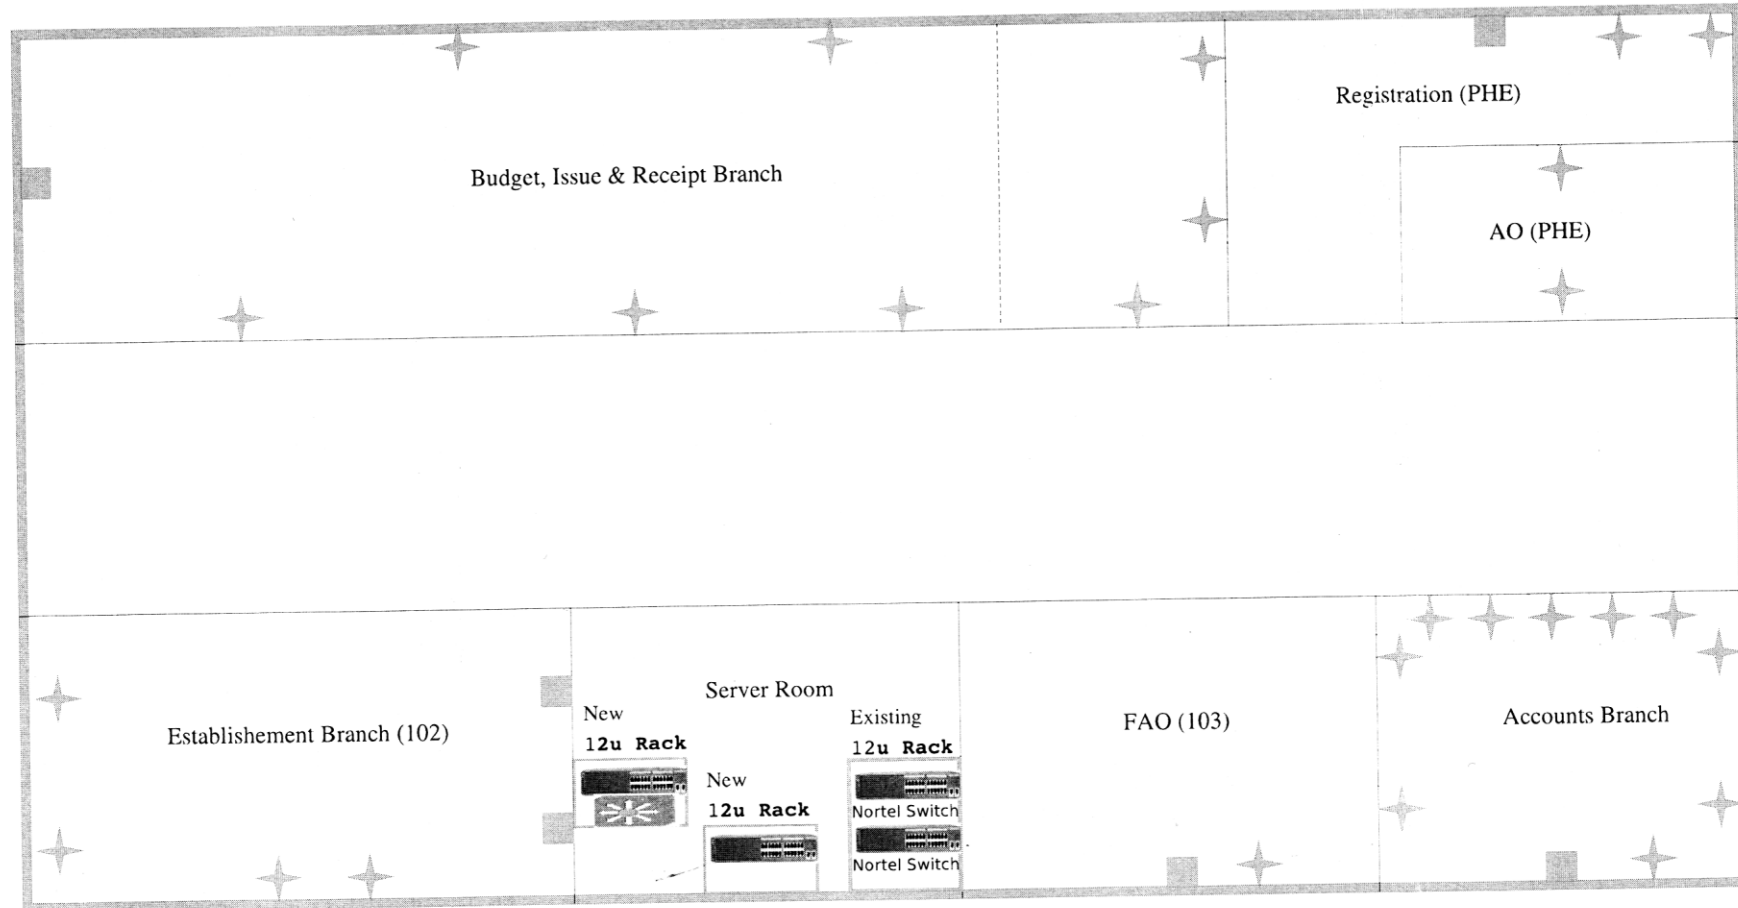 Registration (PHE)
Budget, Issue & Receipt Branch
AO (PHE)
Establishement Branch (102)
Server Room
New
12u Rack
New
12u Rack
Existing
12u Rack
Nortel Switch
Nortel Switch
FAO (103)
Accounts Branch